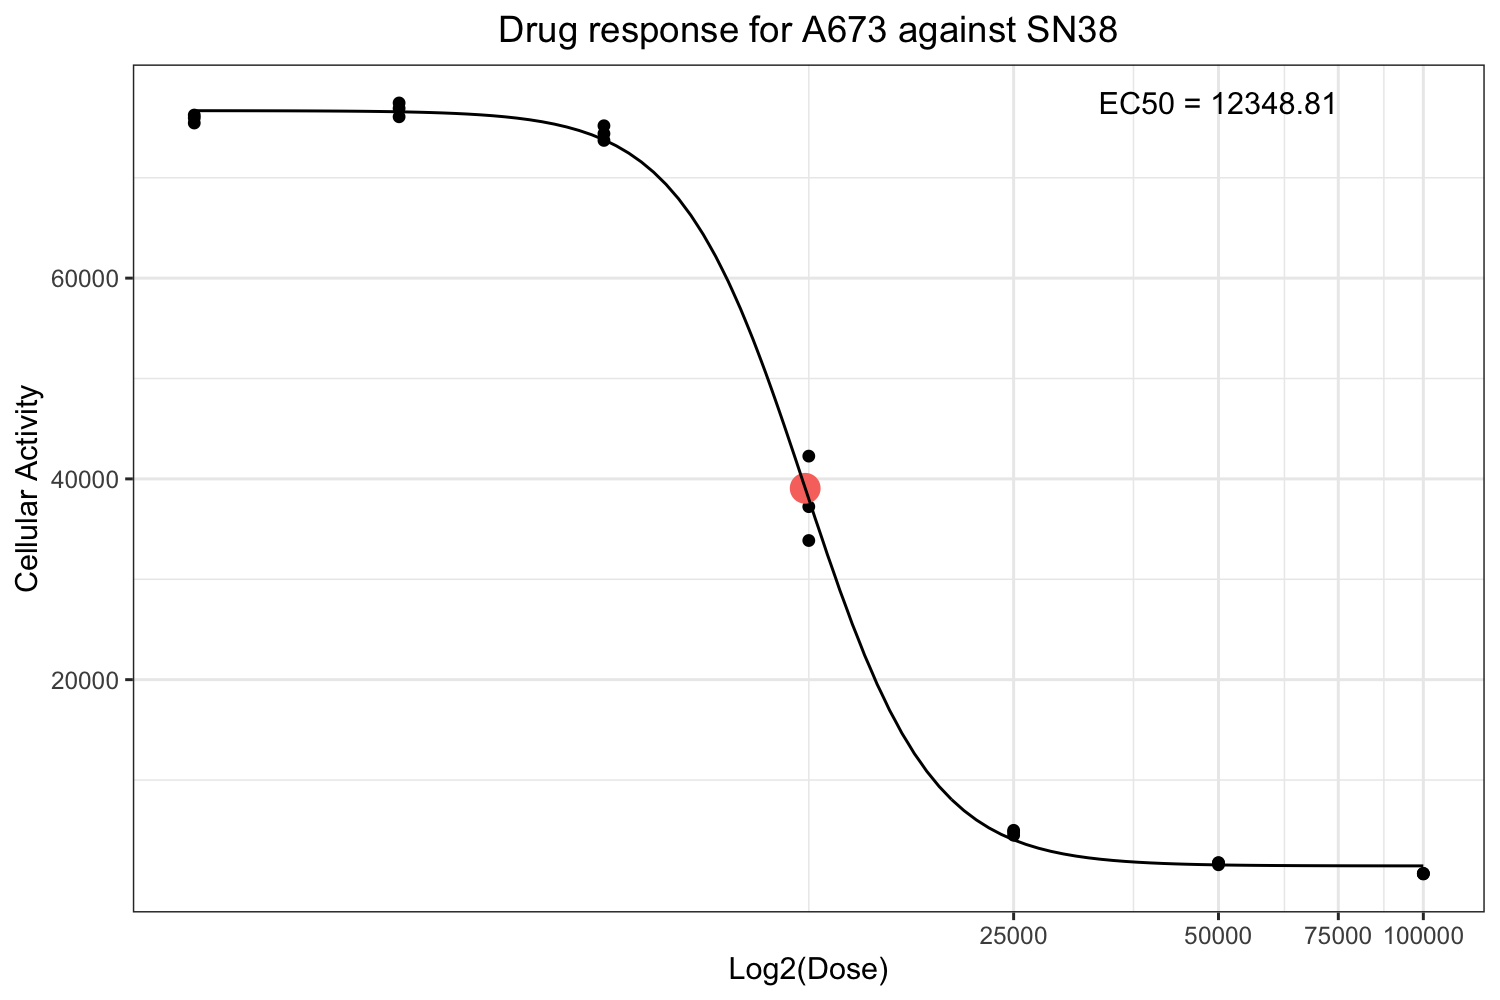 Drug response for A673 against SN38
EC50 = 12348.81
60000
40000
20000
Cellular Activity
25000 50000 75000 100000
Log2(Dose)